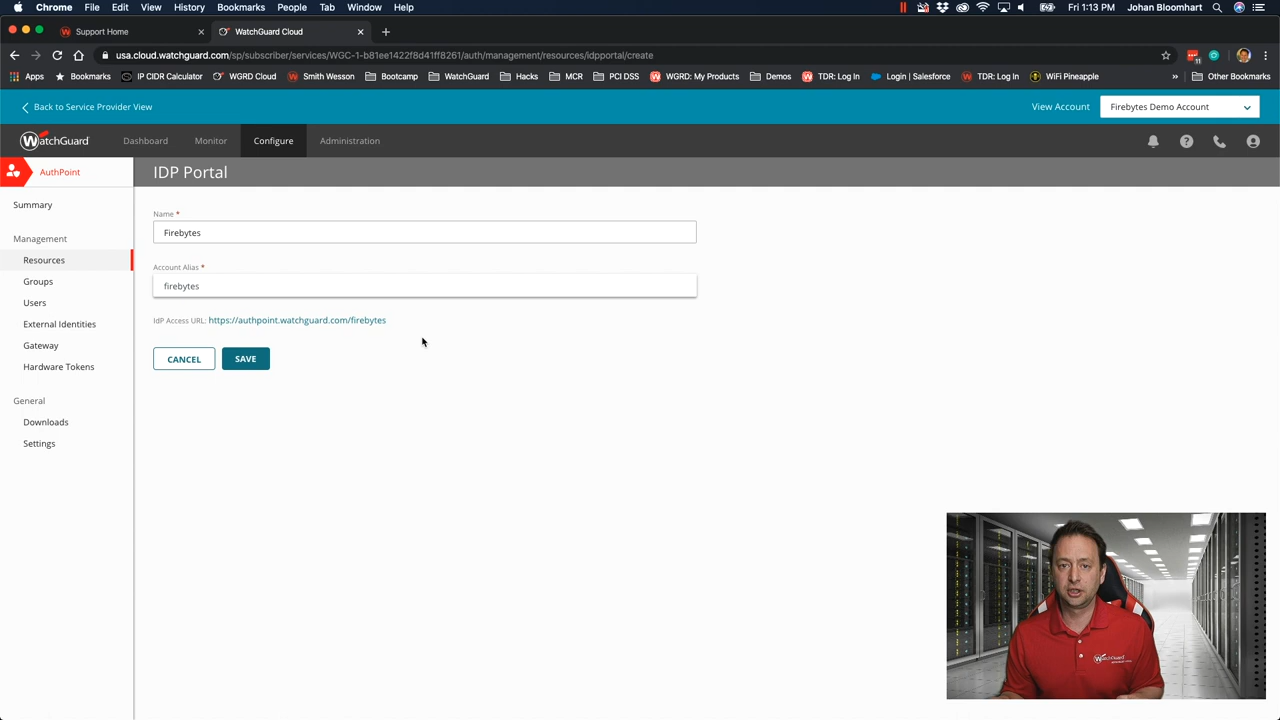 Chrome File Edit View History Bookmarks People Tab Window Help Fri 1:13 PM Johan Bloomhart
Support Home WatchGuard Cloud
usa.cloud.watchguard.com/sp/subscriber/services/WGC-1-b81ee1422f8d41ff8261/auth/management/resources/idpportal/create 11
Apps Bookmarks IP CIDR Calculator WGRD Cloud Smith Wesson Bootcamp WatchGuard Hacks MCR PCI DSS WGRD: My Products Demos TDR: Log In Login | Salesforce TDR: Log In WiFi Pineapple » Other Bookmarks
Back to Service Provider View View Account Firebytes Demo Account
WatchGuard Dashboard Monitor Configure Administration
AuthPoint IDP Portal
Summary
Management
Resources
Groups
Users
External Identities
Gateway
Hardware Tokens
General
Downloads
Settings
Name *
Firebytes
Account Alias *
firebytes
IdP Access URL: https://authpoint.watchguard.com/firebytes
CANCEL SAVE
WatchGuard